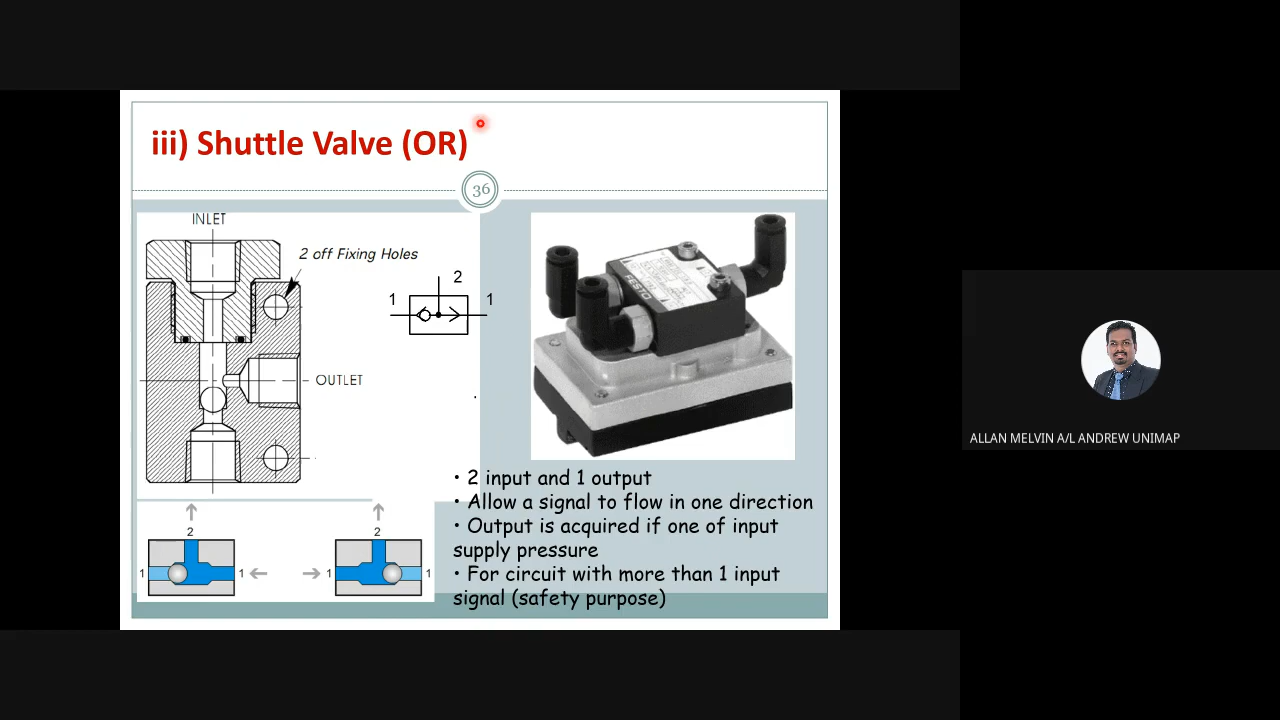 iii) Shuttle Valve (OR)
36
INLET
2 off Fixing Holes
2
1
1
OUTLET
FESTO
• 2 input and 1 output
• Allow a signal to flow in one direction
• Output is acquired if one of input
supply pressure
• For circuit with more than 1 input
signal (safety purpose)
2
1
1
2
1
1
ALLAN MELVIN A/L ANDREW UNIMAP